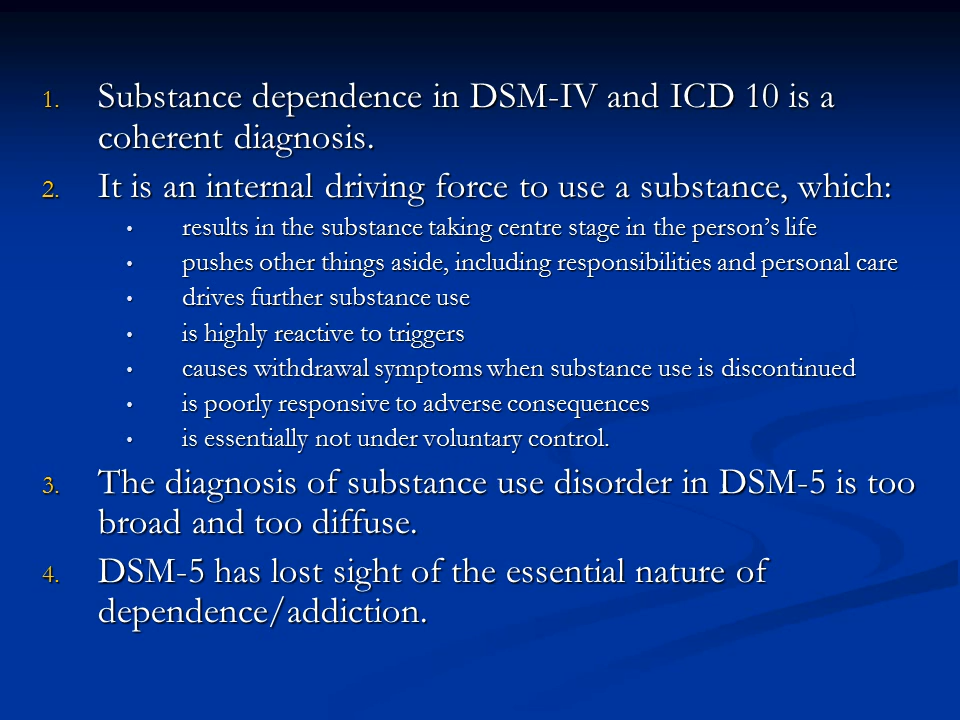 1. Substance dependence in DSM-IV and ICD 10 is a
coherent diagnosis.
2. It is an internal driving force to use a substance, which:
• results in the substance taking centre stage in the person's life
• pushes other things aside, including responsibilities and personal care
• drives further substance use
• is highly reactive to triggers
• causes withdrawal symptoms when substance use is discontinued
• is poorly responsive to adverse consequences
• is essentially not under voluntary control.
3. The diagnosis of substance use disorder in DSM-5 is too
broad and too diffuse.
4. DSM-5 has lost sight of the essential nature of
dependence/addiction.